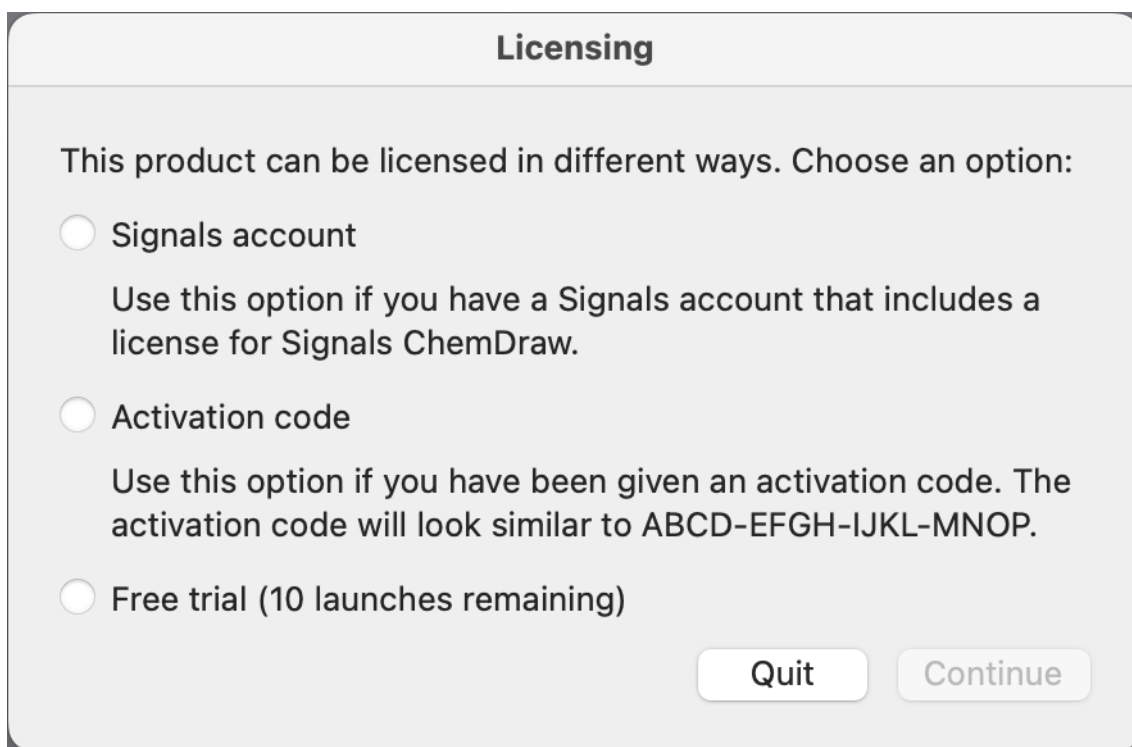 Licensing
This product can be licensed in different ways. Choose an option:
Signals account
Use this option if you have a Signals account that includes a
license for Signals ChemDraw.
Activation code
Use this option if you have been given an activation code. The
activation code will look similar to ABCD-EFGH-IJKL-MNOP.
Free trial (10 launches remaining)
Quit Continue